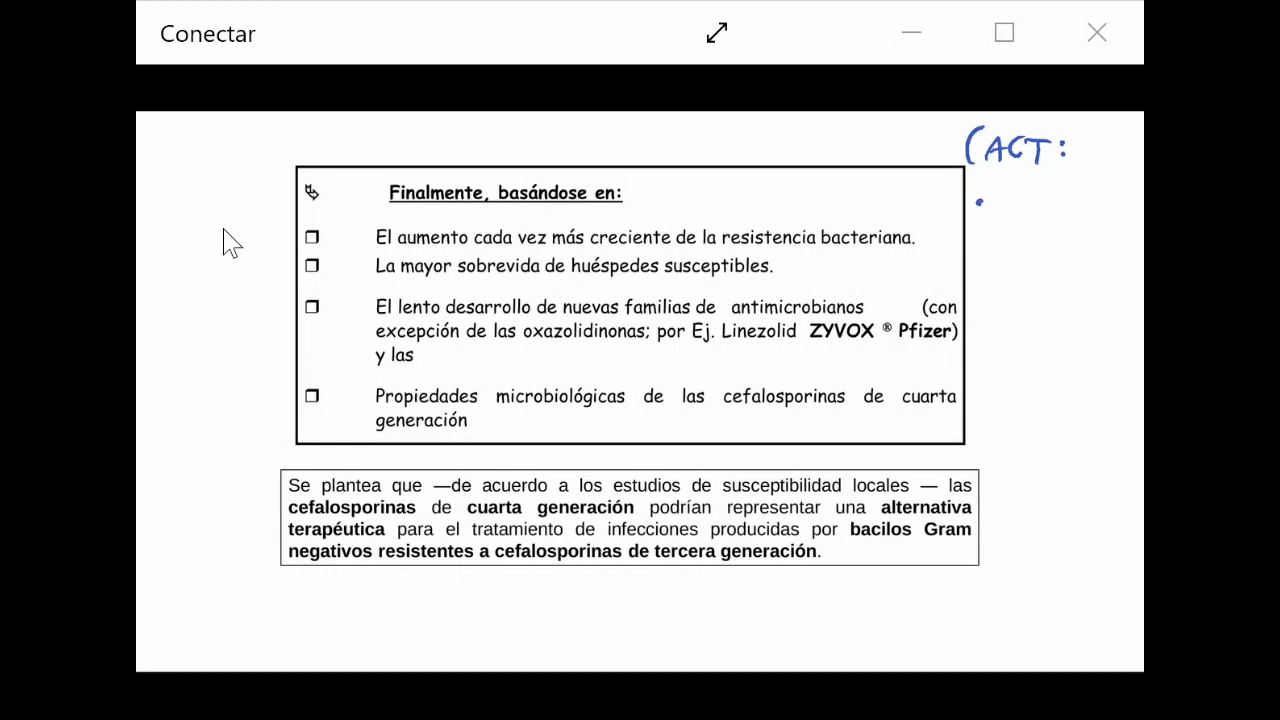 Conectar
(ACT:
Finalmente, basándose en:
El aumento cada vez más creciente de la resistencia bacteriana.
La mayor sobrevida de huéspedes susceptibles.
El lento desarrollo de nuevas familias de antimicrobianos (con
excepción de las oxazolidinonas; por Ej. Linezolid ZYVOX ® Pfizer)
y las
Propiedades microbiológicas de las cefalosporinas de cuarta
generación
Se plantea que —de acuerdo a los estudios de susceptibilidad locales — las
cefalosporinas de cuarta generación podrían representar una alternativa
terapéutica para el tratamiento de infecciones producidas por bacilos Gram
negativos resistentes a cefalosporinas de tercera generación.